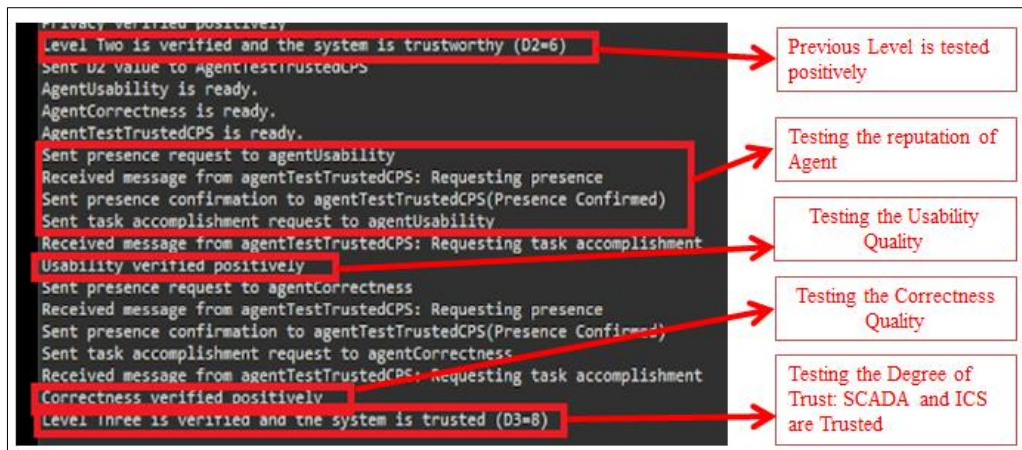 Privacy verified positively
Level Two is verified and the system is trustworthy (D2=6)
Sent D2 value to AgentTestTrustedCPS
AgentUsability is ready.
AgentCorrectness is ready.
AgentTestTrustedCPS is ready.
Sent presence request to agentUsability
Received message from agentTestTrustedCPS: Requesting presence
Sent presence confirmation to agentTestTrustedCPS(Presence Confirmed)
Sent task accomplishment request to agentUsability
Received message from agentTestTrustedCPS: Requesting task accomplishment
Usability verified positively
Sent presence request to agentCorrectness
Received message from agentTestTrustedCPS: Requesting presence
Sent presence confirmation to agentTestTrustedCPS(Presence Confirmed)
Sent task accomplishment request to agentCorrectness
Received message from agentTestTrustedCPS: Requesting task accomplishment
Correctness verified positively
Level Three is verified and the system is trusted (D3=8)
Previous Level is tested
positively
Testing the reputation of
Agent
Testing the Usability
Quality
Testing the Correctness
Quality
Testing the Degree of
Trust: SCADA and ICS
are Trusted